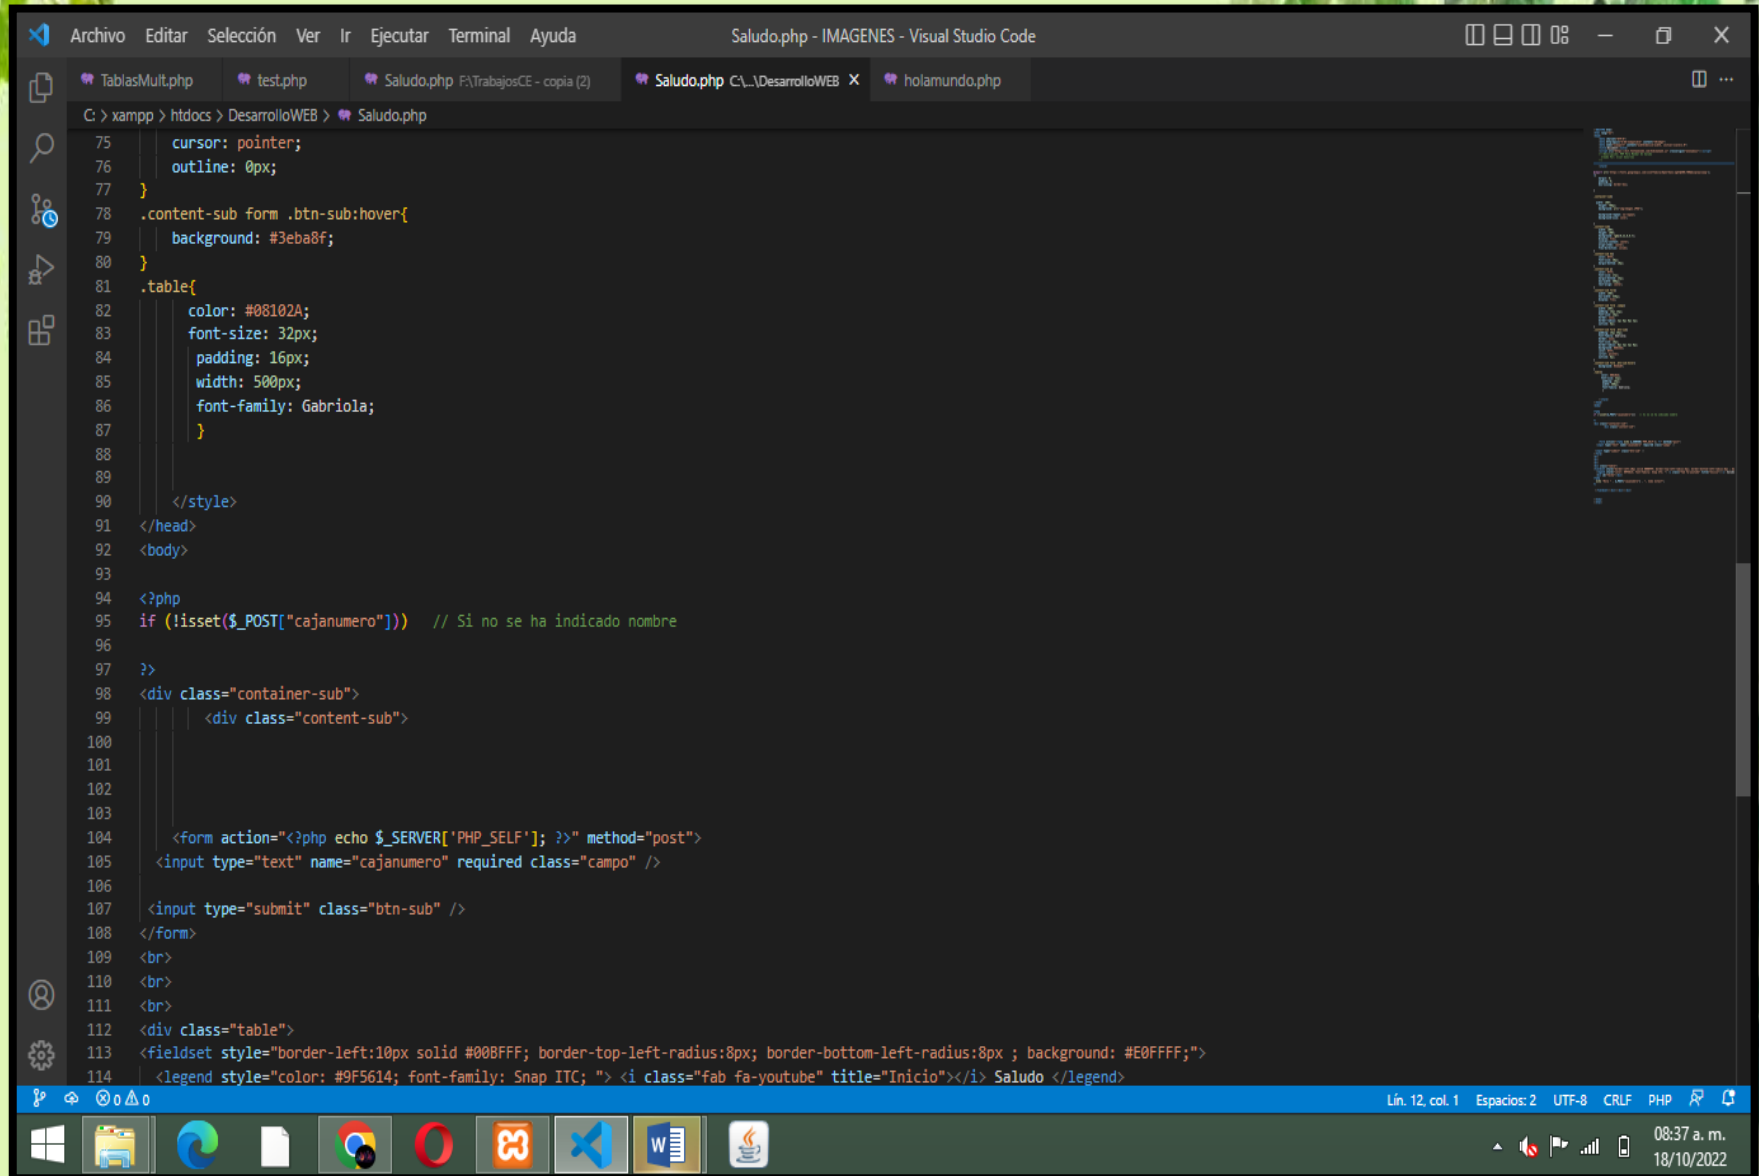 Archivo Editar Selección Ver Ir Ejecutar Terminal Ayuda Saludo.php - IMAGENES - Visual Studio Code
TablasMult.php test.php Saludo.php F:\TrabajosCE - copia (2) Saludo.php C:\...\DesarrolloWEB X holamundo.php
C: > xampp > htdocs > DesarrolloWEB > Saludo.php
75 cursor: pointer;
76 outline: 0px;
77 }
78 .content-sub form .btn-sub:hover{
79 background: #3eba8f;
80 }
81 .table{
82 color: #08102A;
83 font-size: 32px;
84 padding: 16px;
85 width: 500px;
86 font-family: Gabriola;
87 }
88
89
90 </style>
91 </head>
92 <body>
93
94 <?php
95 if (!isset($_POST["cajanumero"])) // Si no se ha indicado nombre
96
97 ?>
98 <div class="container-sub">
99 <div class="content-sub">
100
101
102
103
104 <form action="<?php echo $_SERVER['PHP_SELF']; ?>" method="post">
105 <input type="text" name="cajanumero" required class="campo" />
106
107 <input type="submit" class="btn-sub" />
108 </form>
109 <br>
110 <br>
111 <br>
112 <div class="table">
113 <fieldset style="border-left:10px solid #00BFFF; border-top-left-radius:8px; border-bottom-left-radius:8px ; background: #E0FFFF;">
114 <legend style="color: #9F5614; font-family: Snap ITC; "> <i class="fab fa-youtube" title="Inicio"></i> Saludo </legend>
0 0 Lín. 12, col. 1 Espacios: 2 UTF-8 CRLF PHP
08:37 a. m.
18/10/2022